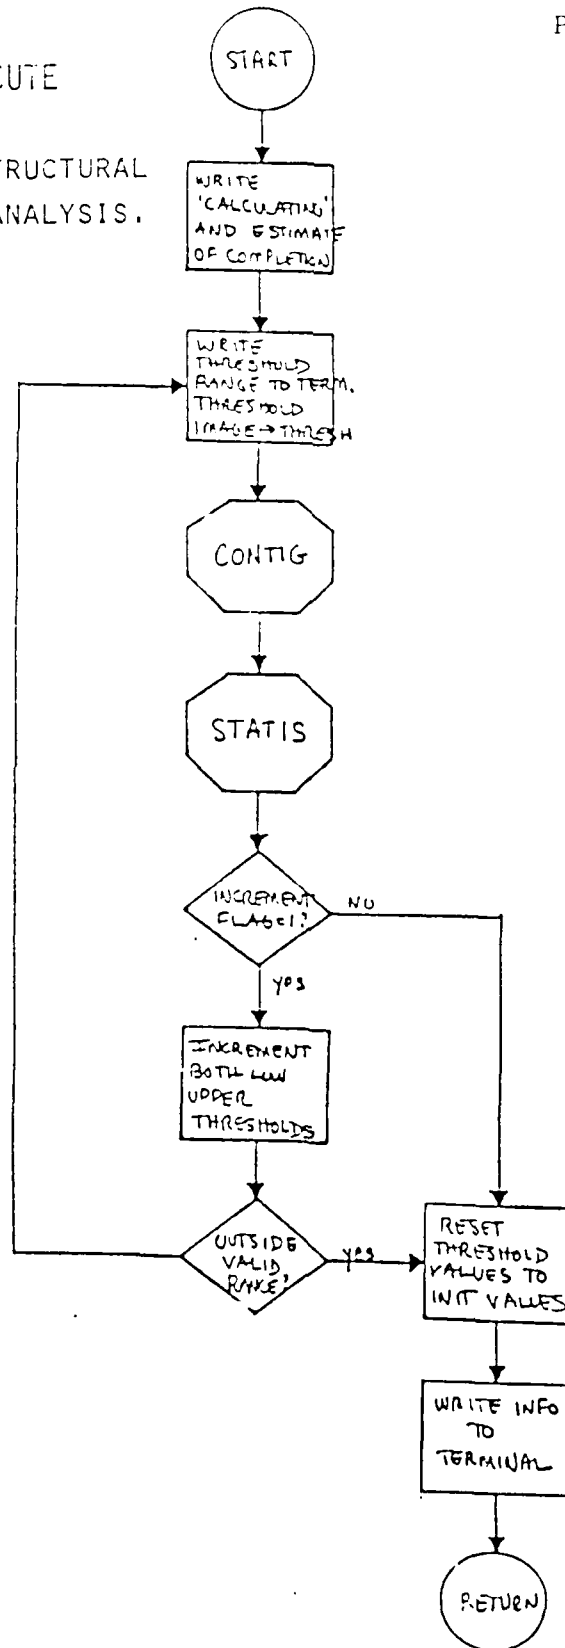 P
START
CUTE
TRUCTURAL
ANALYSIS.
WRITE
'CALCULATING'
AND ESTIMATE
OF COMPLETION
WRITE
THRESHOLD
RANGE TO TERM.
THRESHOLD
IMAGE → THRESH
CONTIG
STATIS
INCREMENT
FLAG=1?
NO
yes
INCREMENT
BOTH LOW
UPPER
THRESHOLDS
OUTSIDE
VALID
RANGE?
yes
RESET
THRESHOLD
VALUES TO
INIT VALUES
WRITE INFO
TO
TERMINAL
RETURN